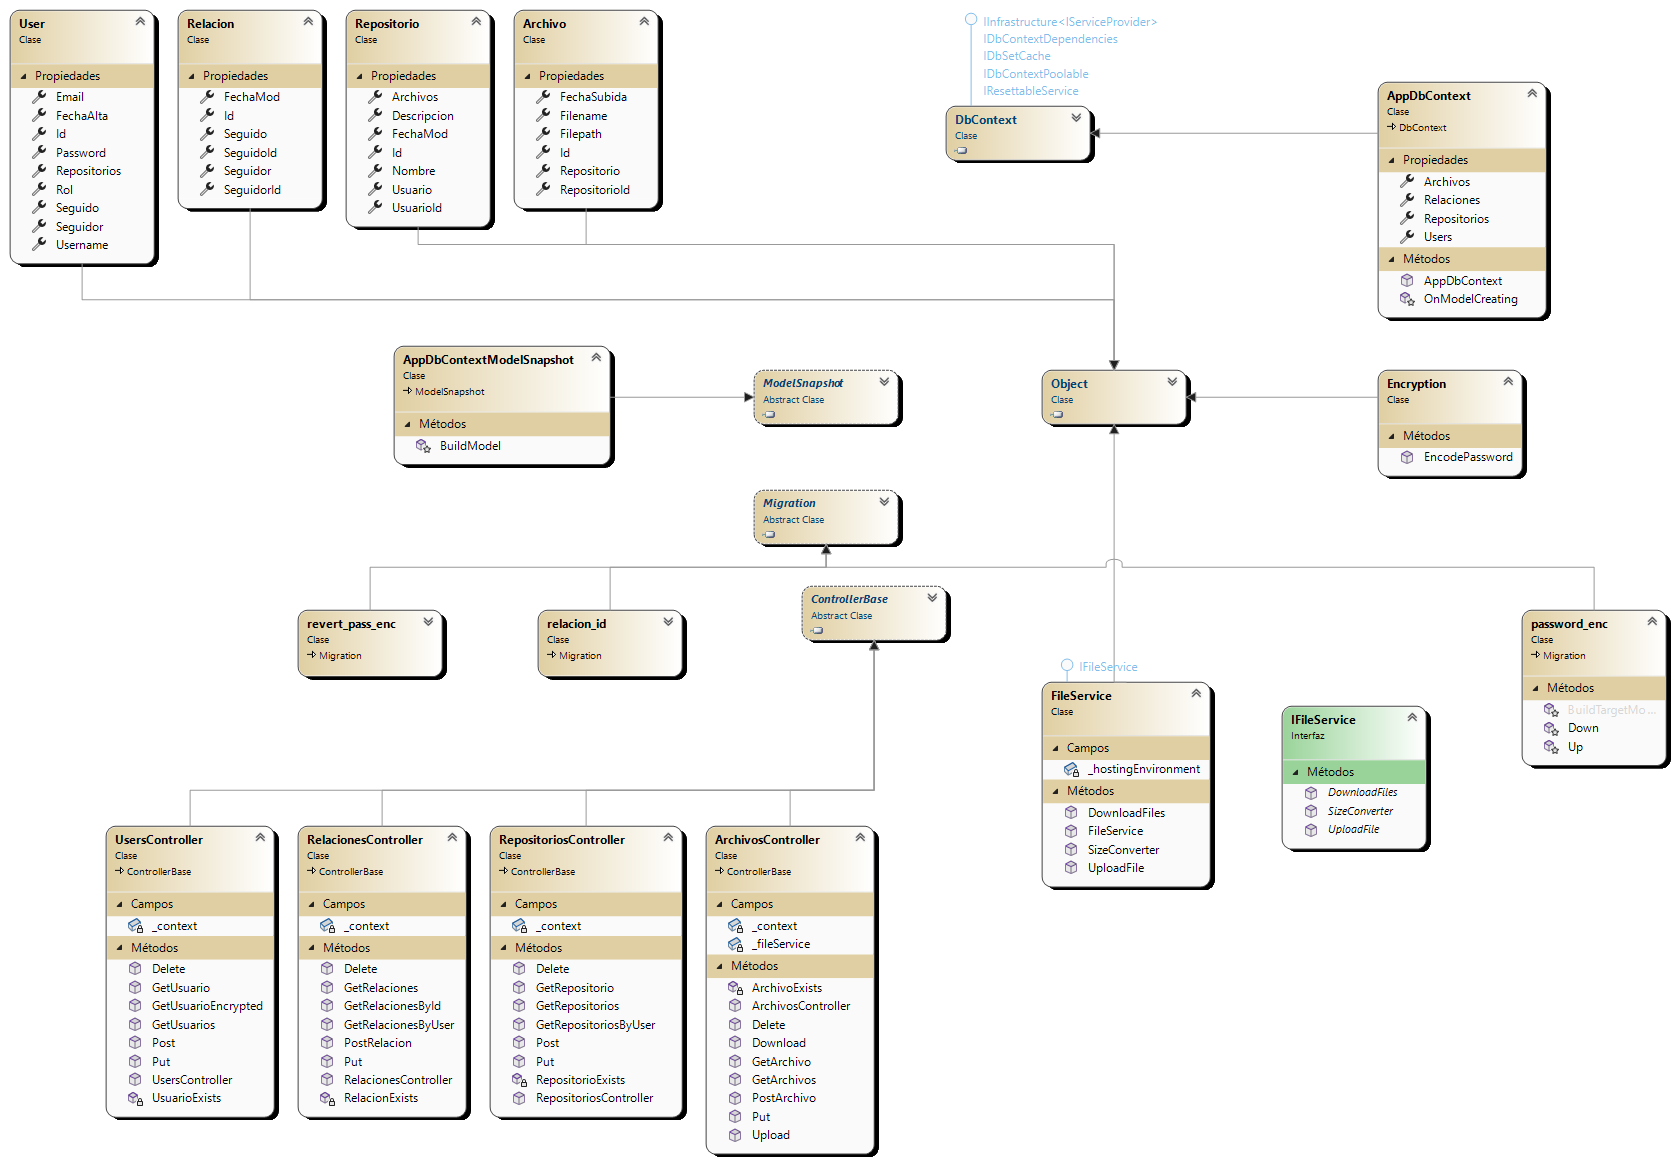 User
Clase
Propiedades
Email
FechaAlta
Id
Password
Repositorios
Rol
Seguido
Seguidor
Username
Relacion
Clase
Propiedades
FechaMod
Id
Seguido
SeguidoId
Seguidor
SeguidorId
Repositorio
Clase
Propiedades
Archivos
Descripcion
FechaMod
Id
Nombre
Usuario
UsuarioId
Archivo
Clase
Propiedades
FechaSubida
Filename
Filepath
Id
Repositorio
RepositorioId
IInfrastructure<IServiceProvider>
IDbContextDependencies
IDbSetCache
IDbContextPoolable
IResettableService
DbContext
Clase
AppDbContext
Clase
DbContext
Propiedades
Archivos
Relaciones
Repositorios
Users
Métodos
AppDbContext
OnModelCreating
AppDbContextModelSnapshot
Clase
ModelSnapshot
Métodos
BuildModel
ModelSnapshot
Abstract Clase
Object
Clase
Encryption
Clase
Métodos
EncodePassword
Migration
Abstract Clase
revert_pass_enc
Clase
Migration
relacion_id
Clase
Migration
ControllerBase
Abstract Clase
password_enc
Clase
Migration
Métodos
BuildTargetMo...
Down
Up
IFileService
FileService
Clase
Campos
_hostingEnvironment
Métodos
DownloadFiles
FileService
SizeConverter
UploadFile
IFileService
Interfaz
Métodos
DownloadFiles
SizeConverter
UploadFile
UsersController
Clase
ControllerBase
Campos
_context
Métodos
Delete
GetUsuario
GetUsuarioEncrypted
GetUsuarios
Post
Put
UsersController
UsuarioExists
RelacionesController
Clase
ControllerBase
Campos
_context
Métodos
Delete
GetRelaciones
GetRelacionesById
GetRelacionesByUser
PostRelacion
Put
RelacionesController
RelacionExists
RepositoriosController
Clase
ControllerBase
Campos
_context
Métodos
Delete
GetRepositorio
GetRepositorios
GetRepositoriosByUser
Post
Put
RepositorioExists
RepositoriosController
ArchivosController
Clase
ControllerBase
Campos
_context
_fileService
Métodos
ArchivoExists
ArchivosController
Delete
Download
GetArchivo
GetArchivos
PostArchivo
Put
Upload